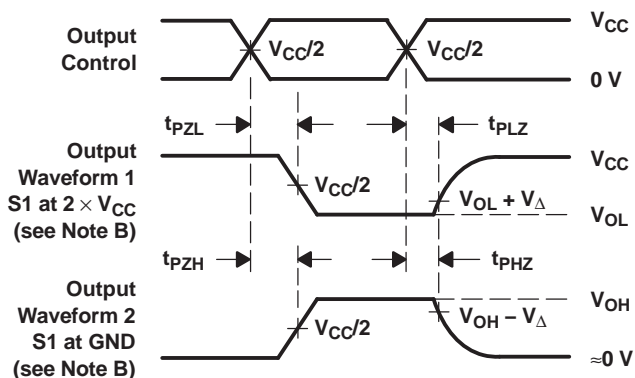 Output
Control
V_CC/2
V_CC/2
V_CC
0 V
t_PZL
t_PLZ
Output
Waveform 1
S1 at 2 × V_CC
(see Note B)
V_CC/2
V_OL + V_Δ
V_CC
V_OL
t_PZH
t_PHZ
Output
Waveform 2
S1 at GND
(see Note B)
V_CC/2
V_OH − V_Δ
V_OH
≈0 V